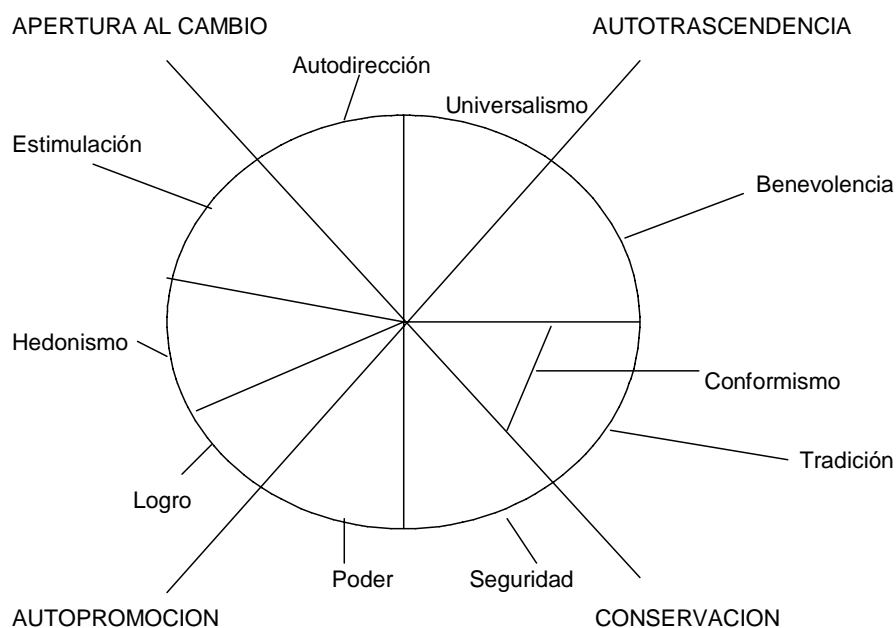 APERTURA AL CAMBIO
AUTOTRASCENDENCIA
Autodirección
Universalismo
Estimulación
Benevolencia
Hedonismo
Conformismo
Tradición
Logro
Poder
Seguridad
AUTOPROMOCION
CONSERVACION